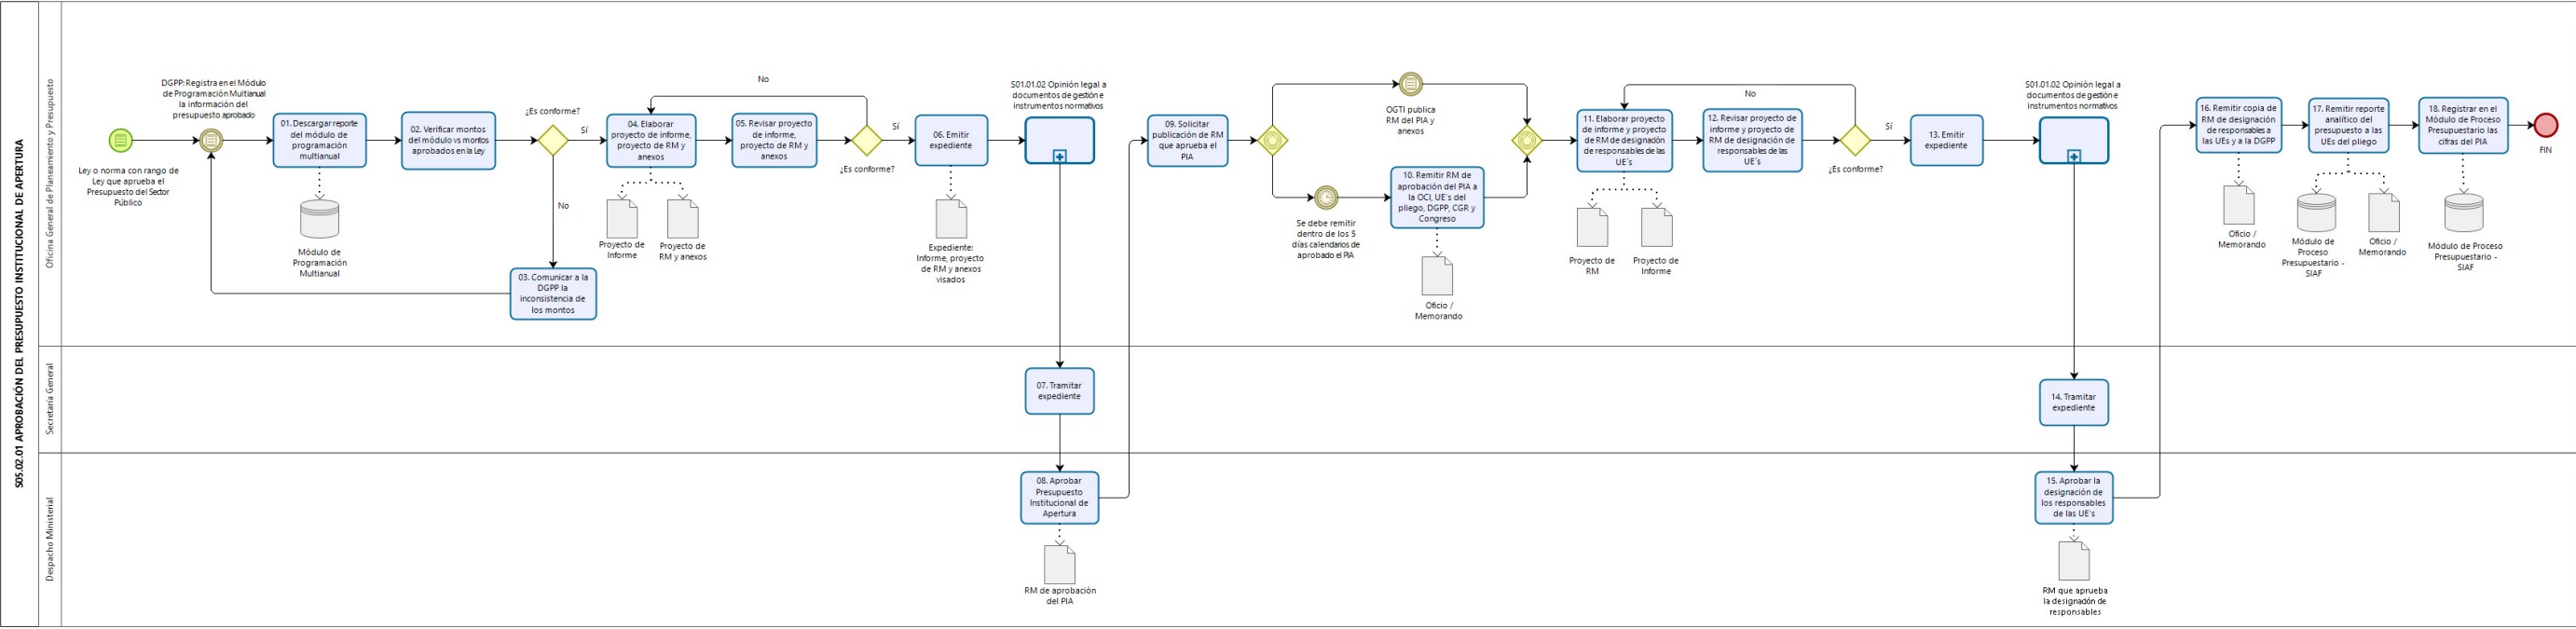 S05.02.01 APROBACIÓN DEL PRESUPUESTO INSTITUCIONAL DE APERTURA
Oficina General de Planeamiento y Presupuesto
Ley o norma con rango de
Ley que aprueba el
Presupuesto del Sector
Público
DGPP: Registra en el Módulo
de Programación Multianual
la información del
presupuesto aprobado
01. Descargar reporte
del módulo de
programación
multianual
Módulo de
Programación
Multianual
02. Verificar montos
del módulo vs montos
aprobados en la Ley
¿Es conforme?
Sí
No
03. Comunicar a la
DGPP la
inconsistencia de
los montos
04. Elaborar
proyecto de informe,
proyecto de RM y
anexos
Proyecto de
Informe
Proyecto de
RM y anexos
05. Revisar proyecto
de informe,
proyecto de RM y
anexos
No
Sí
¿Es conforme?
06. Emitir
expediente
Expediente:
Informe, proyecto
de RM y anexos
visados
S01.01.02 Opinión legal a
documentos de gestión e
instrumentos normativos
09. Solicitar
publicación de RM
que aprueba el
PIA
OGTI publica
RM del PIA y
anexos
Se debe remitir
dentro de los 5
días calendarios de
aprobado el PIA
10. Remitir RM de
aprobación del PIA a
la OCI, UE's del
pliego, DGPP, CGR y
Congreso
Oficio /
Memorando
11. Elaborar proyecto
de informe y proyecto
de RM de designación
de responsables de las
UE's
Proyecto de
RM
Proyecto de
Informe
12. Revisar proyecto de
informe y proyecto de
RM de designación de
responsables de las
UE's
No
Sí
¿Es conforme?
13. Emitir
expediente
S01.01.02 Opinión legal a
documentos de gestión e
instrumentos normativos
16. Remitir copia de
RM de designación
de responsables a
las UEs y a la DGPP
Oficio /
Memorando
17. Remitir reporte
analítico del
presupuesto a las
UEs del pliego
Módulo de
Proceso
Presupuestario -
SIAF
Oficio /
Memorando
18. Registrar en el
Módulo de Proceso
Presupuestario las
cifras del PIA
Módulo de Proceso
Presupuestario -
SIAF
FIN
Secretaría General
07. Tramitar
expediente
14. Tramitar
expediente
Despacho Ministerial
08. Aprobar
Presupuesto
Institucional de
Apertura
RM de aprobación
del PIA
15. Aprobar la
designación de
los responsables
de las UE's
RM que aprueba
la designación de
responsables